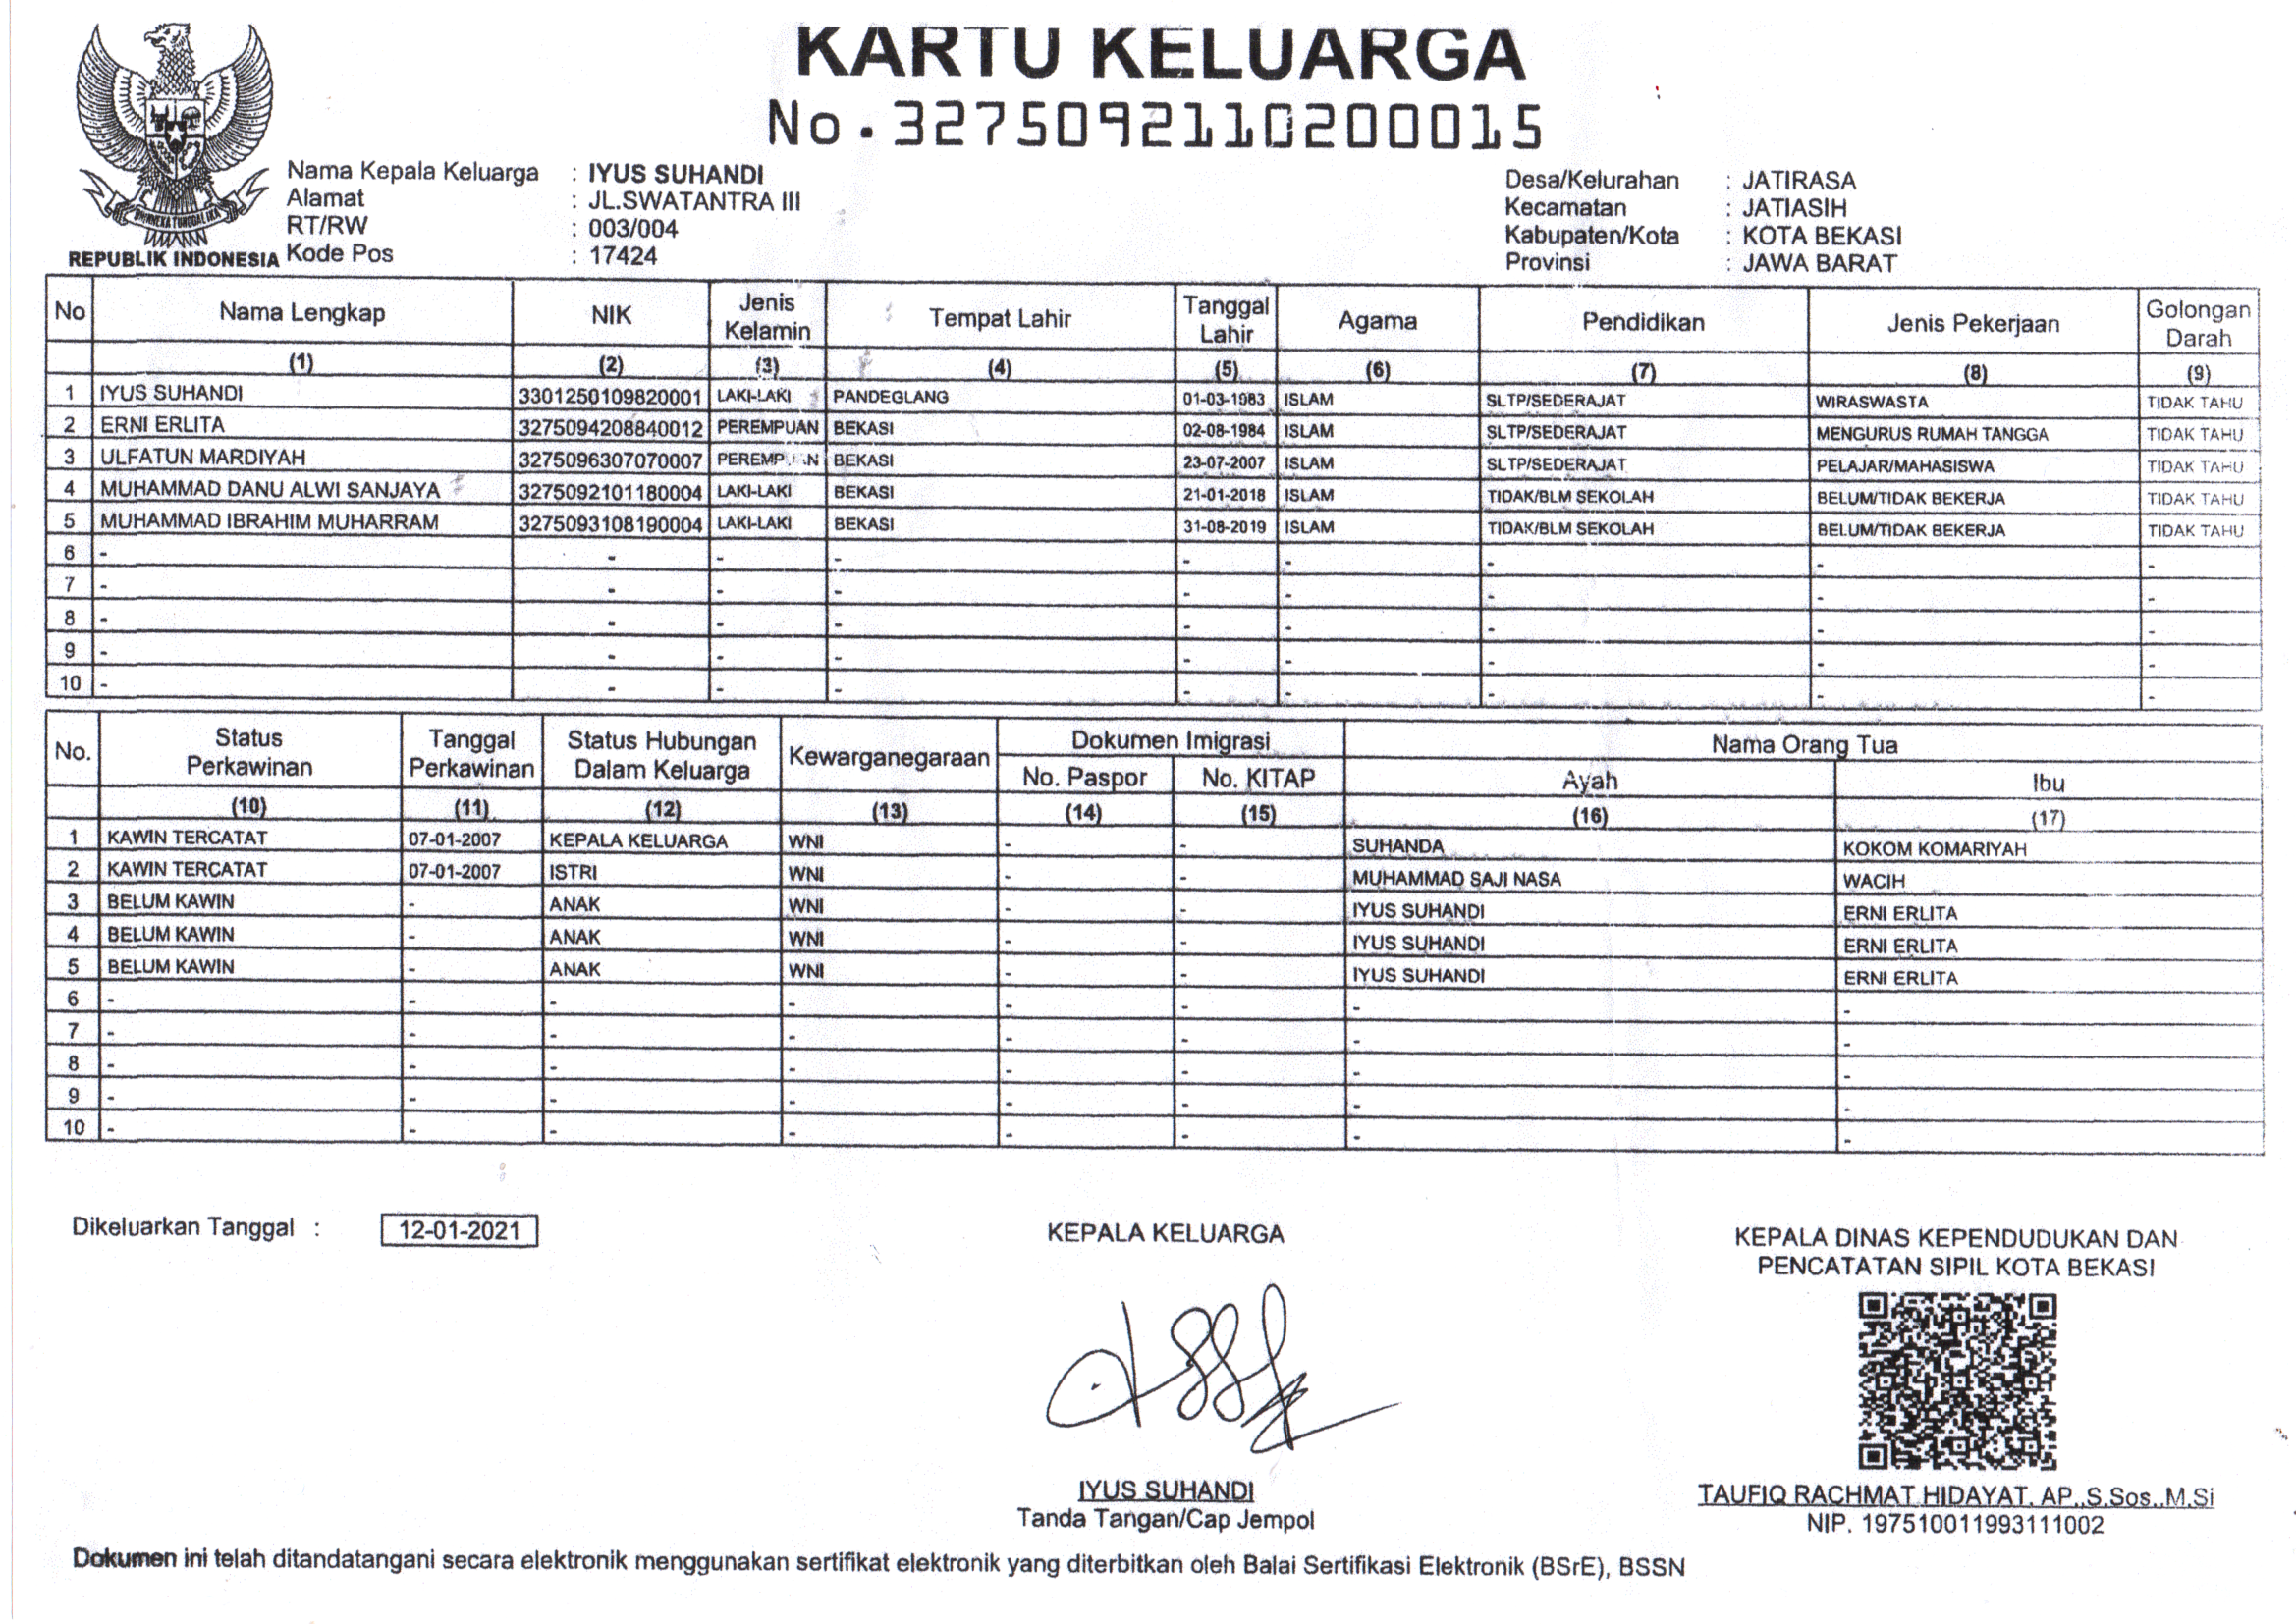 KARTU KELUARGA
No.3275092110200015
Nama Kepala Keluarga : IYUS SUHANDI
Alamat : JL.SWATANTRA III
RT/RW : 003/004
Kode Pos : 17424
REPUBLIK INDONESIA
Desa/Kelurahan : JATIRASA
Kecamatan : JATIASIH
Kabupaten/Kota : KOTA BEKASI
Provinsi : JAWA BARAT
No Nama Lengkap NIK Jenis Kelamin Tempat Lahir Tanggal Lahir Agama Pendidikan Jenis Pekerjaan Golongan Darah
(1) (2) (3) (4) (5) (6) (7) (8) (9)
1 IYUS SUHANDI 3301250109820001 LAKI-LAKI PANDEGLANG 01-03-1983 ISLAM SLTP/SEDERAJAT WIRASWASTA TIDAK TAHU
2 ERNI ERLITA 3275094208840012 PEREMPUAN BEKASI 02-08-1984 ISLAM SLTP/SEDERAJAT MENGURUS RUMAH TANGGA TIDAK TAHU
3 ULFATUN MARDIYAH 3275096307070007 PEREMPUAN BEKASI 23-07-2007 ISLAM SLTP/SEDERAJAT PELAJAR/MAHASISWA TIDAK TAHU
4 MUHAMMAD DANU ALWI SANJAYA 3275092101180004 LAKI-LAKI BEKASI 21-01-2018 ISLAM TIDAK/BLM SEKOLAH BELUM/TIDAK BEKERJA TIDAK TAHU
5 MUHAMMAD IBRAHIM MUHARRAM 3275093108190004 LAKI-LAKI BEKASI 31-08-2019 ISLAM TIDAK/BLM SEKOLAH BELUM/TIDAK BEKERJA TIDAK TAHU
6 - - - - - - - - -
7 - - - - - - - - -
8 - - - - - - - - -
9 - - - - - - - - -
10 - - - - - - - - -
No. Status Perkawinan Tanggal Perkawinan Status Hubungan Dalam Keluarga Kewarganegaraan Dokumen Imigrasi Nama Orang Tua
No. Paspor No. KITAP Ayah Ibu
(10) (11) (12) (13) (14) (15) (16) (17)
1 KAWIN TERCATAT 07-01-2007 KEPALA KELUARGA WNI - - SUHANDA KOKOM KOMARIYAH
2 KAWIN TERCATAT 07-01-2007 ISTRI WNI - - MUHAMMAD SAJI NASA WACIH
3 BELUM KAWIN - ANAK WNI - - IYUS SUHANDI ERNI ERLITA
4 BELUM KAWIN - ANAK WNI - - IYUS SUHANDI ERNI ERLITA
5 BELUM KAWIN - ANAK WNI - - IYUS SUHANDI ERNI ERLITA
6 - - - - - - - -
7 - - - - - - - -
8 - - - - - - - -
9 - - - - - - - -
10 - - - - - - - -
Dikeluarkan Tanggal : 12-01-2021
KEPALA KELUARGA
IYUS SUHANDI
Tanda Tangan/Cap Jempol
KEPALA DINAS KEPENDUDUKAN DAN
PENCATATAN SIPIL KOTA BEKASI
TAUFIQ RACHMAT HIDAYAT, AP.,S.Sos.,M.Si
NIP. 197510011993111002
Dokumen ini telah ditandatangani secara elektronik menggunakan sertifikat elektronik yang diterbitkan oleh Balai Sertifikasi Elektronik (BSrE), BSSN